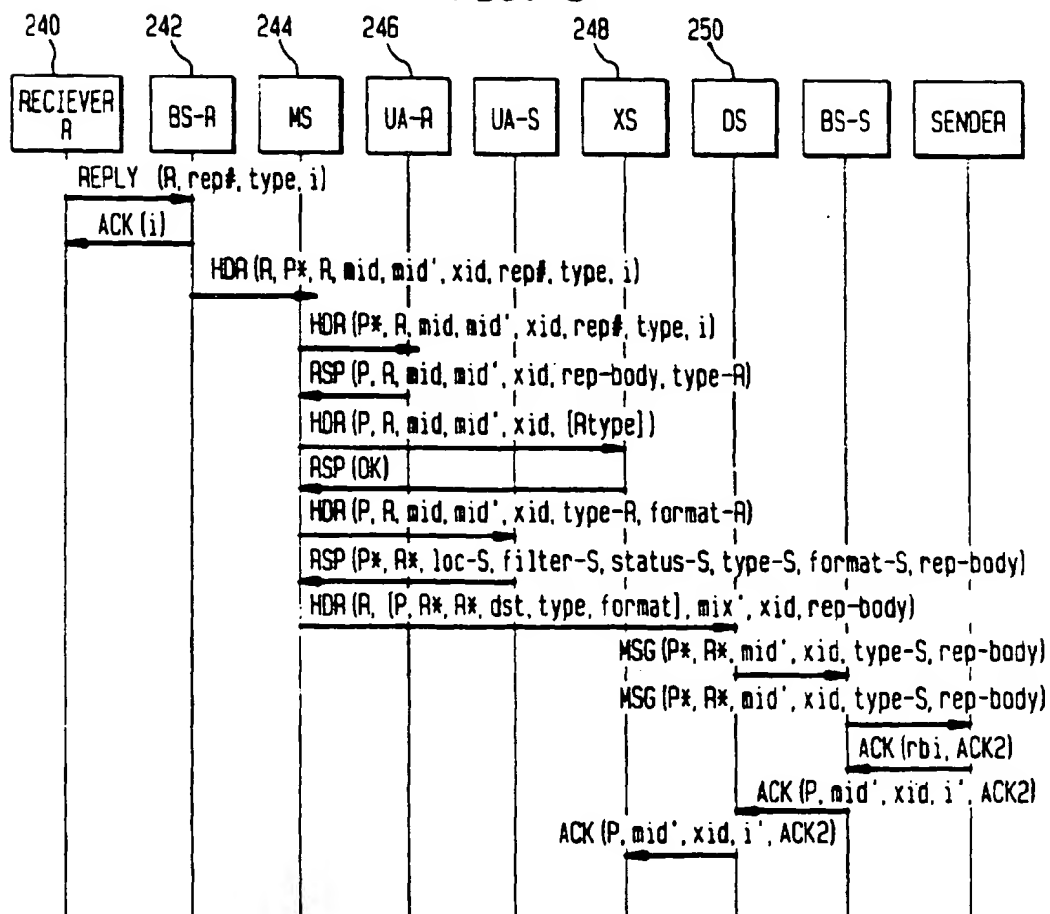 240 242 244 246 248 250
RECIEVER R BS-R MS UA-R UA-S XS DS BS-S SENDER
REPLY (R, rep#, type, i)
ACK (i)
HDR (R, P*, R, mid, mid', xid, rep#, type, i)
HDR (P*, R, mid, mid', xid, rep#, type, i)
RSP (P, R, mid, mid', xid, rep-body, type-R)
HDR (P, R, mid, mid', xid, [Rtype])
RSP (OK)
HDR (P, R, mid, mid', xid, type-R, format-R)
RSP (P*, R*, loc-S, filter-S, status-S, type-S, format-S, rep-body)
HDR (R, [P, R*, R*, dst, type, format], mix', xid, rep-body)
MSG (P*, R*, mid', xid, type-S, rep-body)
MSG (P*, R*, mid', xid, type-S, rep-body)
ACK (rbi, ACK2)
ACK (P, mid', xid, i', ACK2)
ACK (P, mid', xid, i', ACK2)